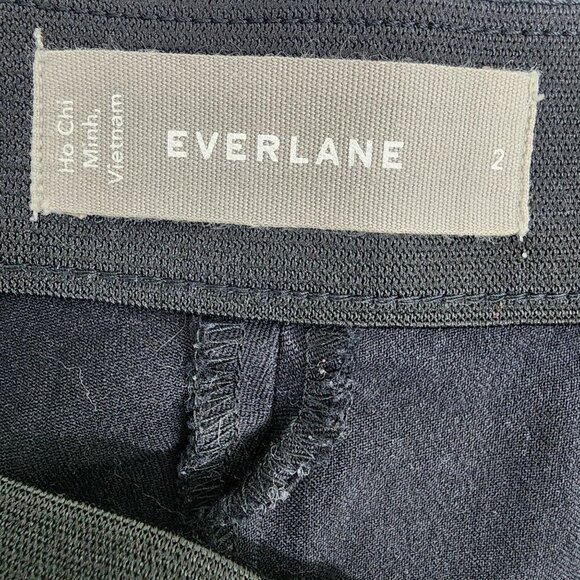 Ho Chi
Minh,
Vietnam
EVERLANE
2